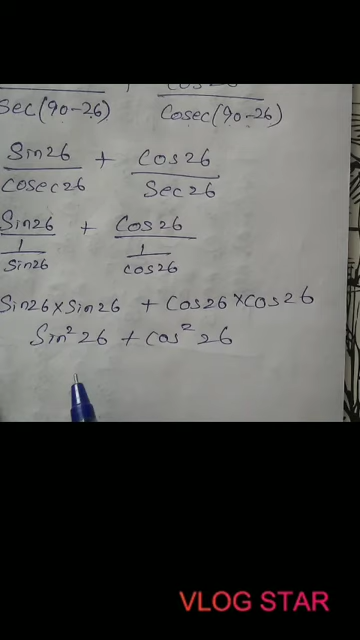 Sec(90-26) Cosec(90-26)
Sin26 + Cos26
cosec26 Sec26
Sin26 + Cos26
1 1
Sin26 cos26
Sin26×Sin26 + Cos26×Cos26
Sin²26 + Cos²26
VLOG STAR